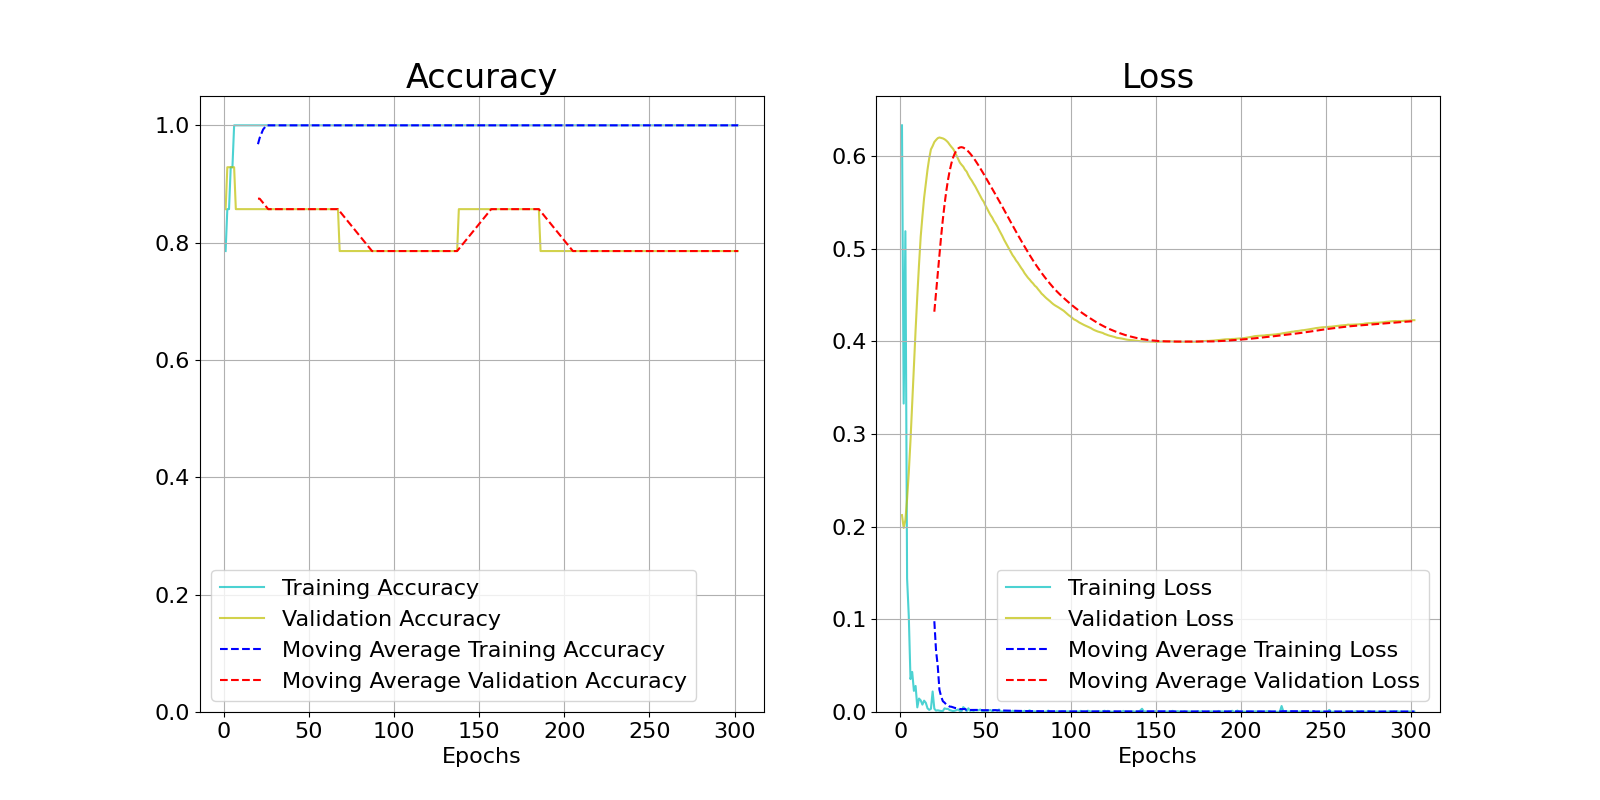 Accuracy
1.0
0.8
0.6
0.4
0.2
0.0
0 50 100 150 200 250 300
Epochs
Training Accuracy
Validation Accuracy
Moving Average Training Accuracy
Moving Average Validation Accuracy
Loss
0.6
0.5
0.4
0.3
0.2
0.1
0.0
0 50 100 150 200 250 300
Epochs
Training Loss
Validation Loss
Moving Average Training Loss
Moving Average Validation Loss